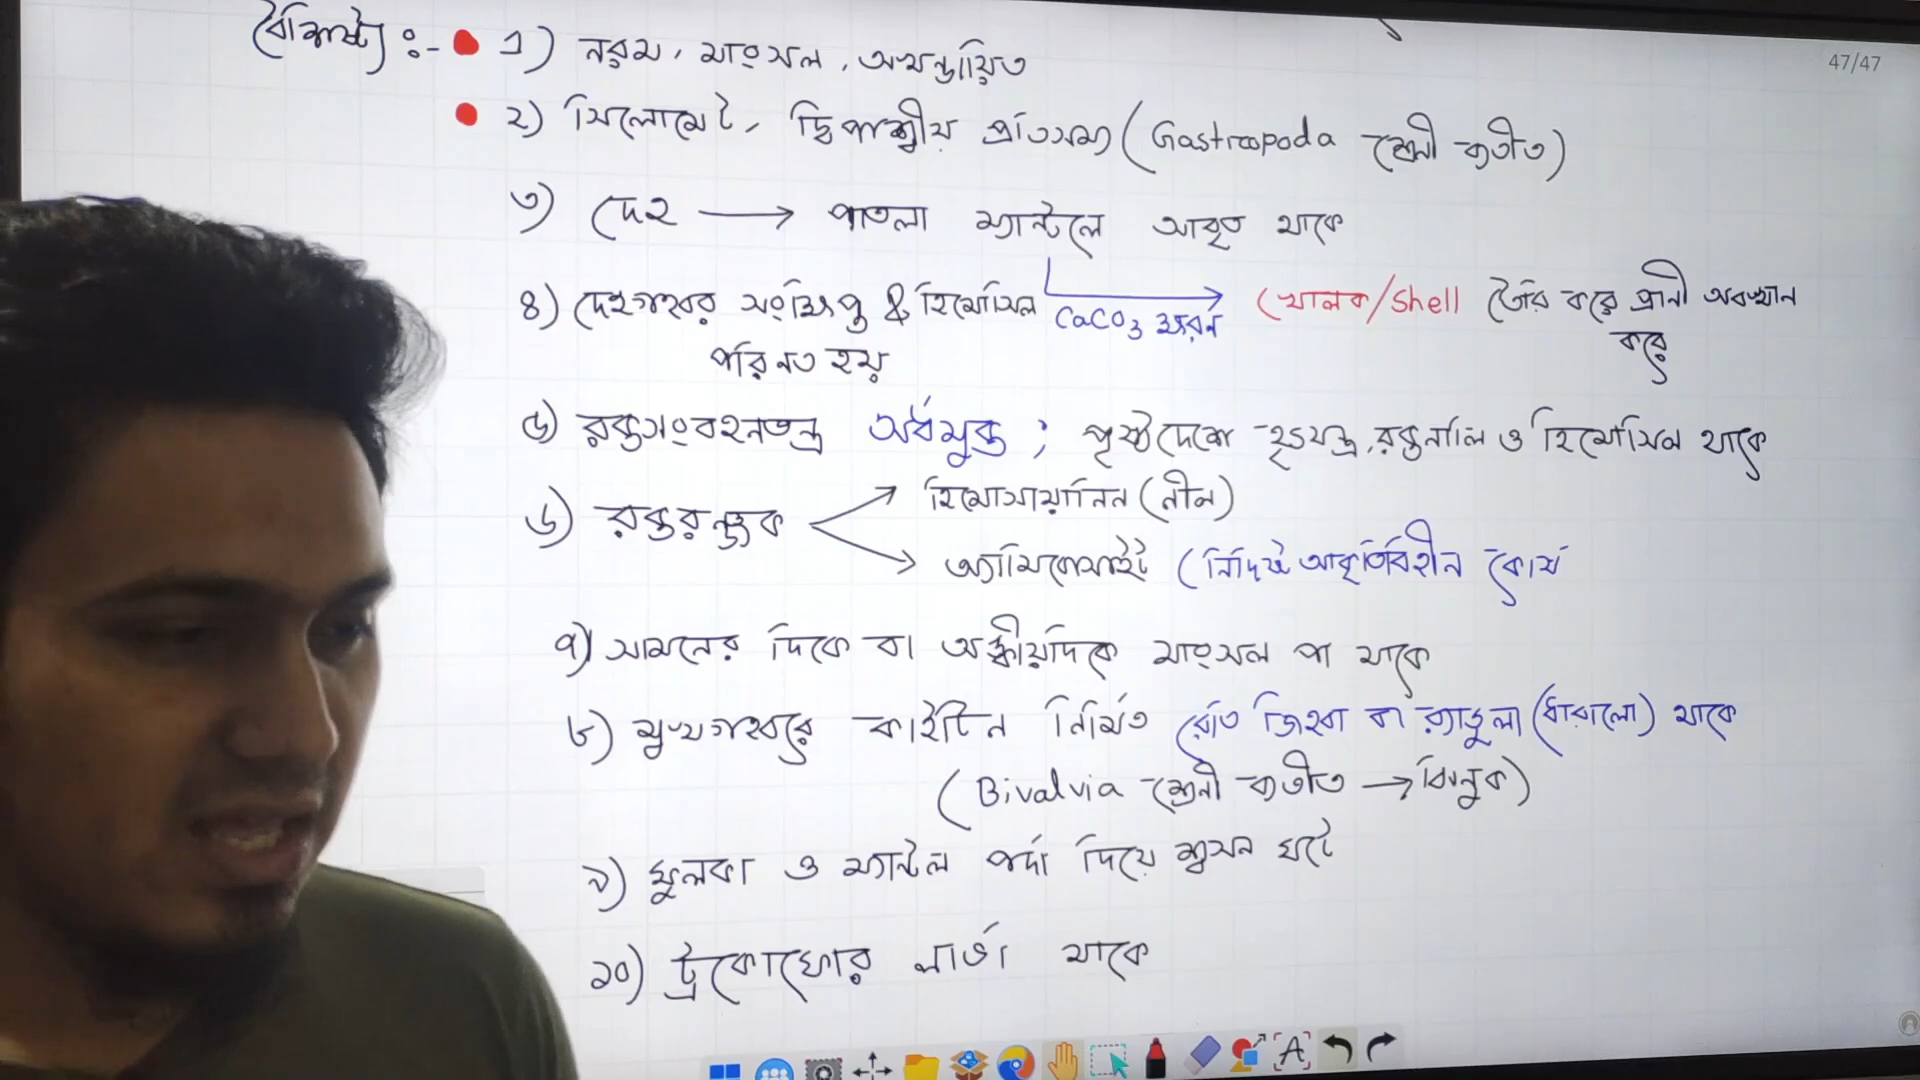 বৈশিষ্ট্য :- ১) নরম, মাংসল, অখন্ডায়িত
47/47
২) সিলোমেট, দ্বিপার্শ্বীয় প্রতিসম্য (Gastropoda শ্রেনী ব্যতীত)
৩) দেহ → পাতলা ম্যান্টলে আবৃত থাকে
৪) দেহগহ্বর সংক্ষিপ্ত & হিমোসিল CaCO3 ক্ষরণ খোলক/Shell তৈরি করে প্রানী অবস্থান
পরিনত হয় করে
৫) রক্তসংবহনতন্ত্র অর্ধমুক্ত ; পৃষ্ঠদেশে হৃদযন্ত্র, রক্তনালি ও হিমোসিল থাকে
৬) রক্তরঞ্জক → হিমোসায়ানিন (নীল)
→ অ্যামিবোসাইট (নির্দিষ্ট আকৃতিবিহীন কোষ
৭) সামনের দিকে বা অঙ্কীয়দিকে মাংসল পা থাকে
৮) মুখগহ্বরে কাইটিন নির্মিত রেতি জিহবা বা র‍্যাডুলা (ধারালো) থাকে
(Bivalvia শ্রেনী ব্যতীত → ঝিনুক)
৯) ফুলকা ও ম্যান্টল পর্দা দিয়ে শ্বসন ঘটে
১০) ট্রকোফোর লার্ভা থাকে